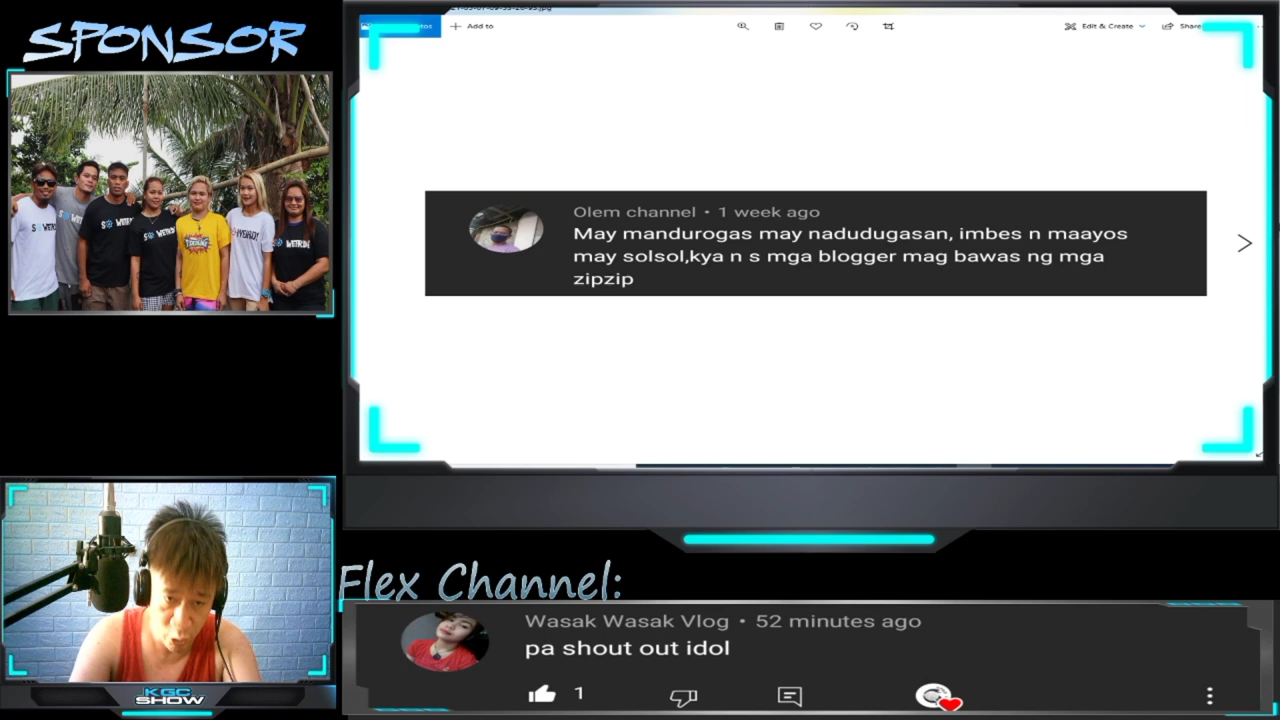 SPONSOR
Add to
Edit & Create
Share
Olem channel • 1 week ago
May mandurogas may nadudugasan, imbes n maayos
may solsol,kya n s mga blogger mag bawas ng mga
zipzip
Flex Channel:
Wasak Wasak Vlog • 52 minutes ago
pa shout out idol
1
KGC
SHOW